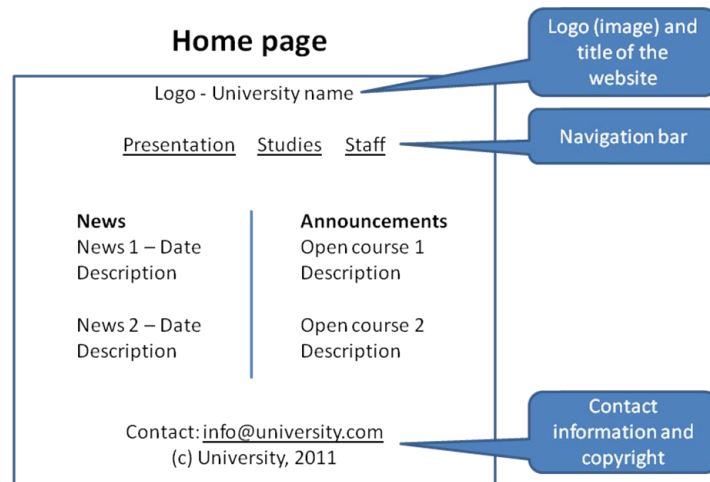 Home page
Logo (image) and
title of the
website
Logo - University name
Navigation bar
Presentation Studies Staff
News
News 1 – Date
Description
News 2 – Date
Description
Announcements
Open course 1
Description
Open course 2
Description
Contact: info@university.com
(c) University, 2011
Contact
information and
copyright